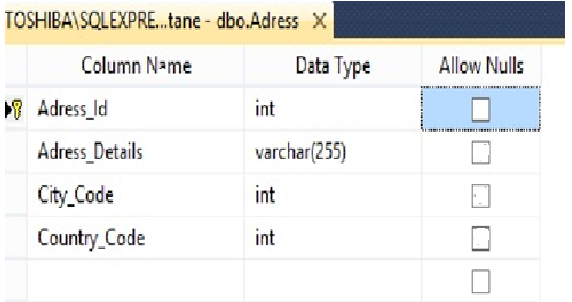 TOSHIBA\SQLEXPRE...tane - dbo.Adress
Column Name Data Type Allow Nulls
Adress_Id int
Adress_Details varchar(255)
City_Code int
Country_Code int